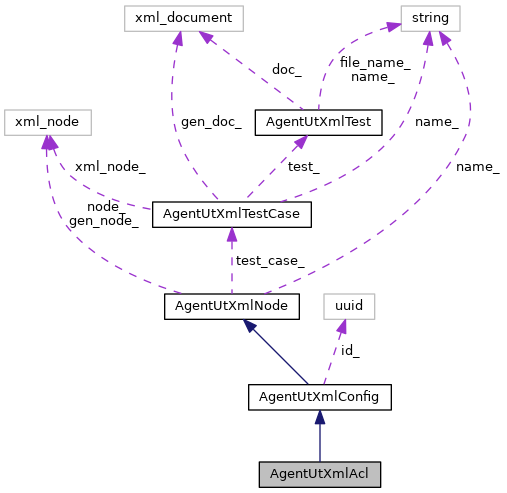 xml_document
string
doc_
file_name_
name_
xml_node
gen_doc_
AgentUtXmlTest
name_
xml_node_
test_
name_
node_
gen_node_
AgentUtXmlTestCase
test_case_
AgentUtXmlNode
uuid
id_
AgentUtXmlConfig
AgentUtXmlAcl